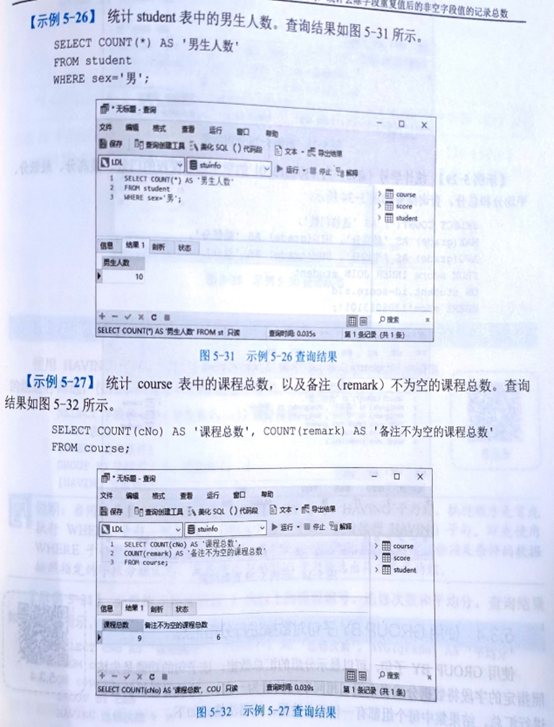 计去除字段重复值后的非空字段值的记录总数
【示例 5-26】 统计 student 表中的男生人数。查询结果如图 5-31 所示。
SELECT COUNT(*) AS '男生人数'
FROM student
WHERE sex='男';
* 无标题 - 查询
文件 编辑 格式 查看 运行 窗口 帮助
保存 查询创建工具 美化 SQL () 代码段 文本 导出结果
LDL stuinfo 运行 停止 解释
1 SELECT COUNT(*) AS '男生人数'
2 FROM student
3 WHERE sex='男';
course
score
student
信息 结果 1 剖析 状态
男生人数
10
搜索
SELECT COUNT(*) AS '男生人数' FROM st 只读 查询时间: 0.035s 第 1 条记录 (共 1 条)
图 5-31 示例 5-26 查询结果
【示例 5-27】 统计 course 表中的课程总数，以及备注（remark）不为空的课程总数。查询
结果如图 5-32 所示。
SELECT COUNT(cNo) AS '课程总数', COUNT(remark) AS '备注不为空的课程总数'
FROM course;
* 无标题 - 查询
文件 编辑 格式 查看 运行 窗口 帮助
保存 查询创建工具 美化 SQL () 代码段 文本 导出结果
LDL stuinfo 运行 停止 解释
1 SELECT COUNT(cNo) AS '课程总数',
2 COUNT(remark) AS '备注不为空的课程总数'
3 FROM course;
course
score
student
信息 结果 1 剖析 状态
课程总数 备注不为空的课程总数
9 6
搜索
SELECT COUNT(cNo) AS '课程总数', COU 只读 查询时间: 0.039s 第 1 条记录 (共 1 条)
图 5-32 示例 5-27 查询结果